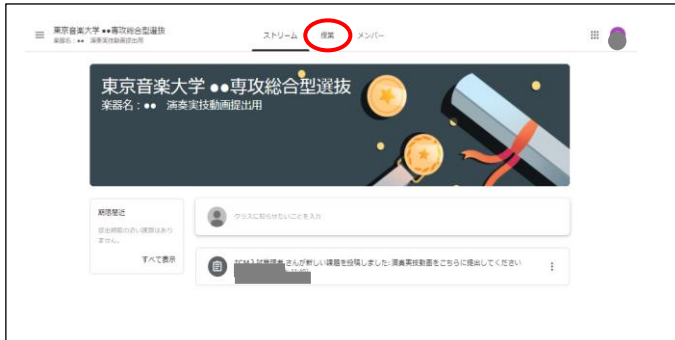 東京音楽大学 ●●専攻総合型選抜
楽器名：●● 演奏実技動画提出用
ストリーム 授業 メンバー
東京音楽大学 ●●専攻総合型選抜
楽器名：●● 演奏実技動画提出用
期限間近
提出期限の近い課題はあり
ません。
すべて表示
クラスに知らせたいことを入力
さんが新しい課題を投稿しました: 演奏実技動画をこちらに提出してください